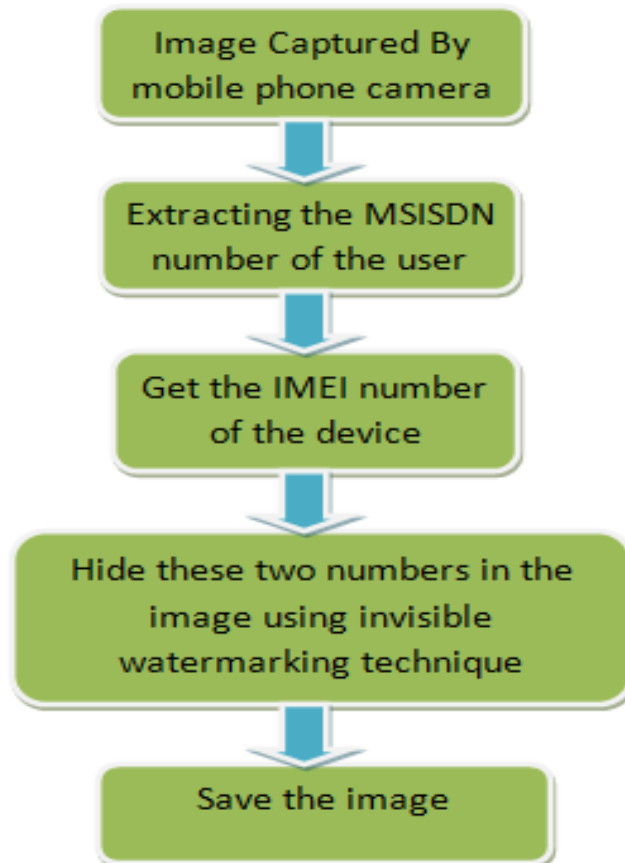 Image Captured By
mobile phone camera
Extracting the MSISDN
number of the user
Get the IMEI number
of the device
Hide these two numbers in the
image using invisible
watermarking technique
Save the image